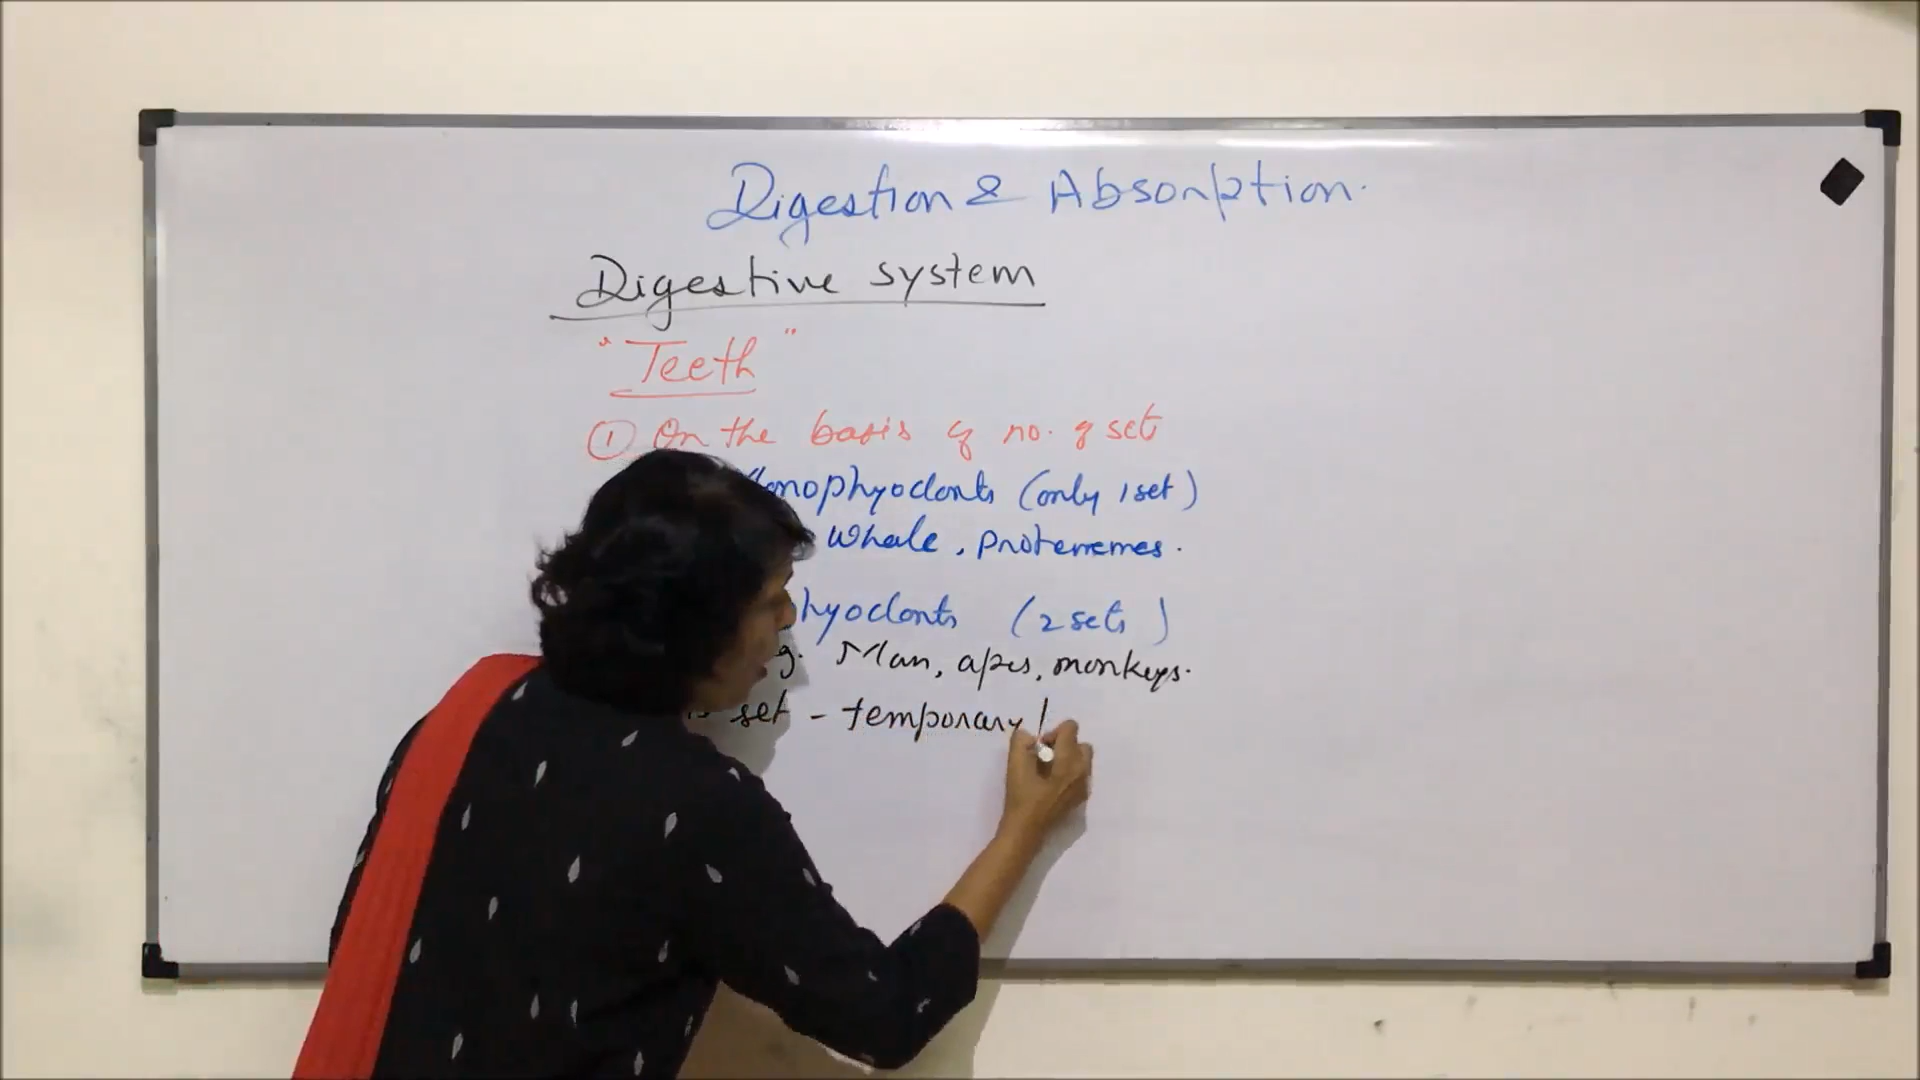 Digestion & Absorption.
Digestive system
"Teeth"
① On the basis of no. of set
onophyodonts (only 1 set)
Whale, Proteremes.
hyodonts (2 sets)
g. Man, apes, monkeys.
set - temporary /